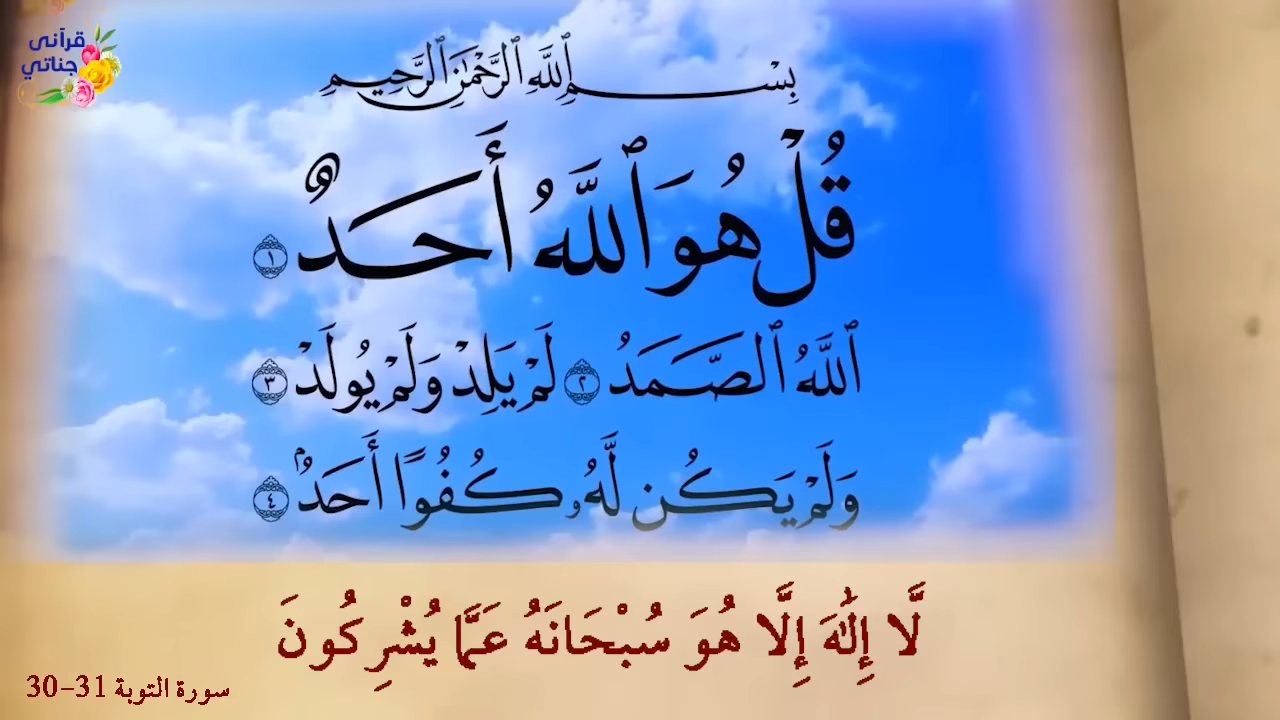 قرآنى
جناتي
بِسْمِ ٱللَّهِ ٱلرَّحْمَٰنِ ٱلرَّحِيمِ
قُلْ هُوَ ٱللَّهُ أَحَدٌ ١
ٱللَّهُ ٱلصَّمَدُ ٢ لَمْ يَلِدْ وَلَمْ يُولَدْ ٣
وَلَمْ يَكُن لَّهُۥ كُفُوًا أَحَدٌۢ ٤
لَّا إِلَٰهَ إِلَّا هُوَ سُبْحَانَهُ عَمَّا يُشْرِكُونَ
سورة التوبة 31-30